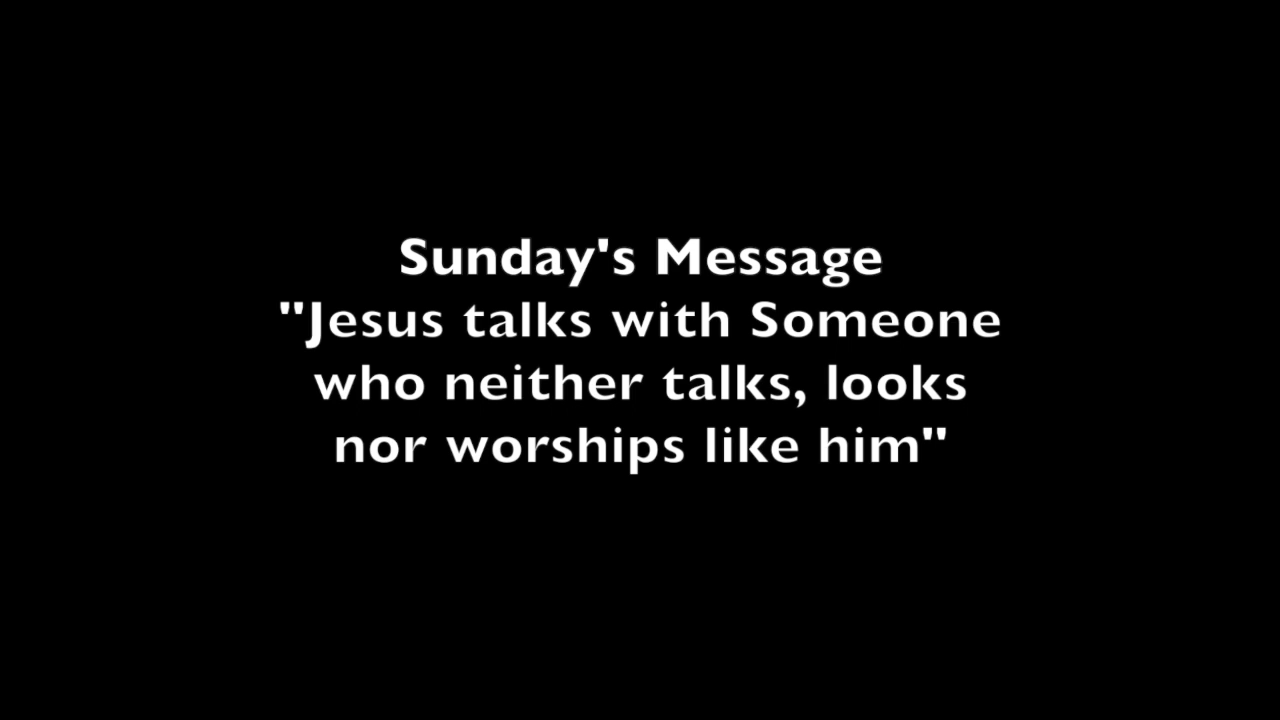 Sunday's Message
"Jesus talks with Someone
who neither talks, looks
nor worships like him"